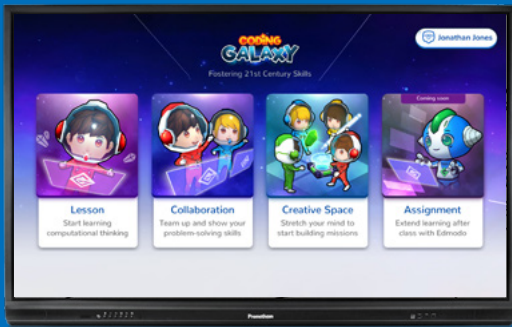 CODING
GALAXY
Fostering 21st Century Skills
Jonathan Jones
Coming soon
Lesson
Start learning
computational thinking
Collaboration
Team up and show your
problem-solving skills
Creative Space
Stretch your mind to
start building missions
Assignment
Extend learning after
class with Edmodo
Promethean